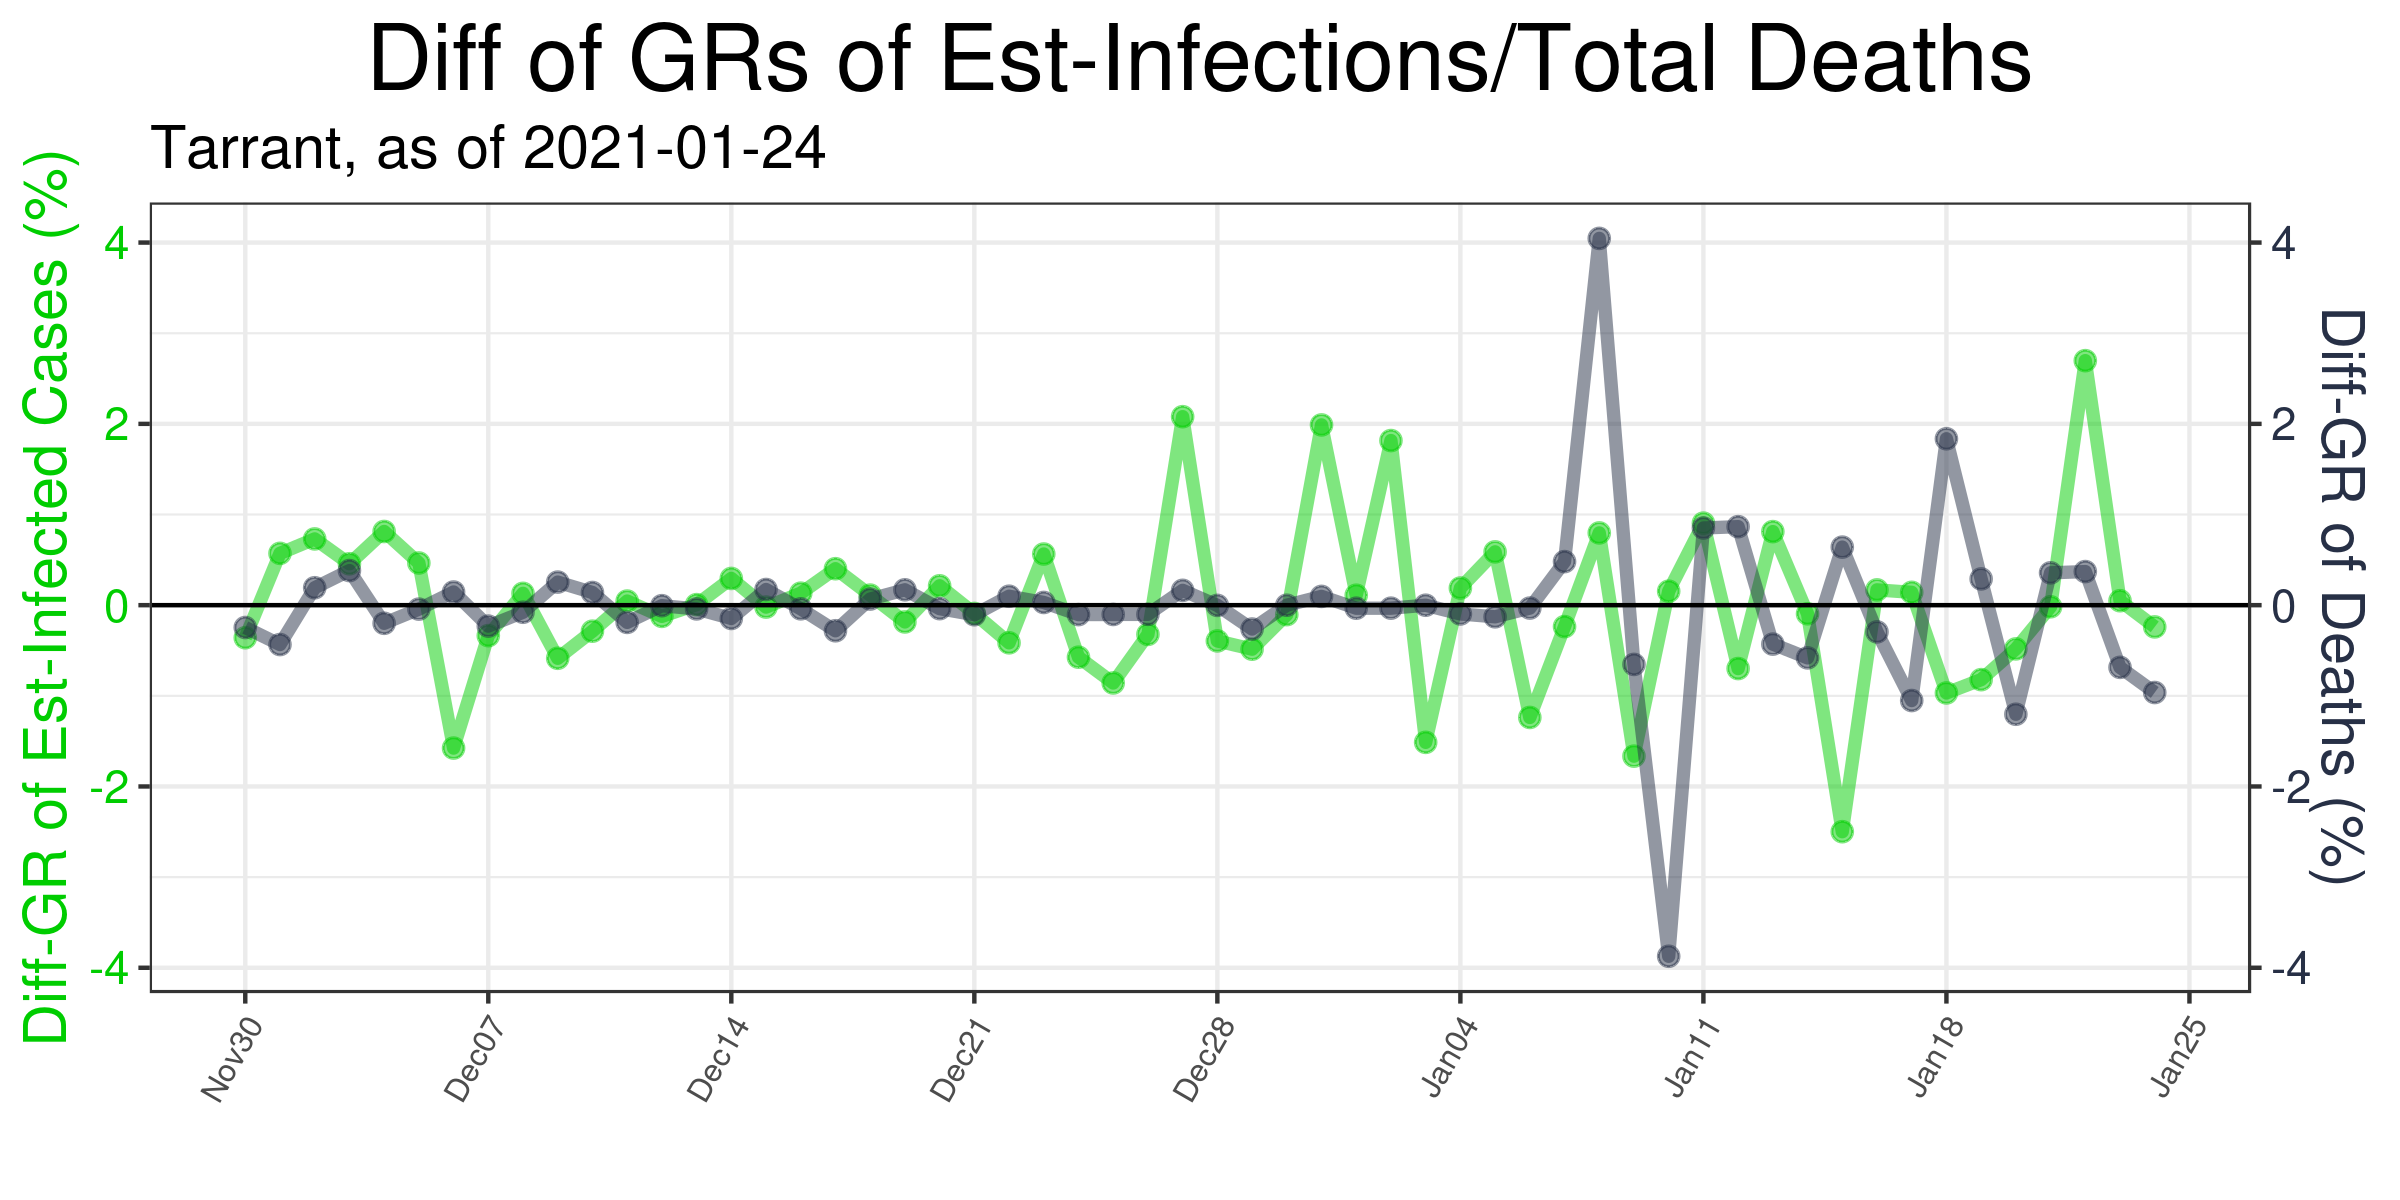 Diff of GRs of Est-Infections/Total Deaths
Tarrant, as of 2021-01-24
Diff-GR of Est-Infected Cases (%)
4
2
0
-2
-4
4
2
0
-2
-4
Diff-GR of Deaths (%)
Nov30
Dec07
Dec14
Dec21
Dec28
Jan04
Jan11
Jan18
Jan25